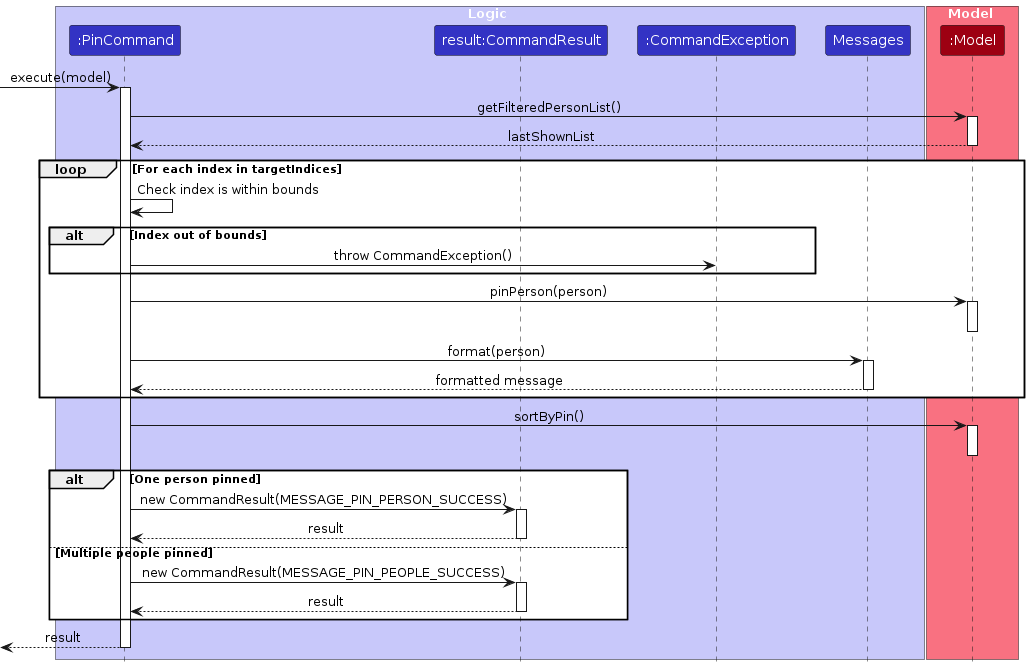 Logic
Model
:PinCommand
result:CommandResult
:CommandException
Messages
:Model
execute(model)
getFilteredPersonList()
lastShownList
loop
[For each index in targetIndices]
Check index is within bounds
alt
[Index out of bounds]
throw CommandException()
pinPerson(person)
format(person)
formatted message
sortByPin()
alt
[One person pinned]
new CommandResult(MESSAGE_PIN_PERSON_SUCCESS)
result
[Multiple people pinned]
new CommandResult(MESSAGE_PIN_PEOPLE_SUCCESS)
result
result